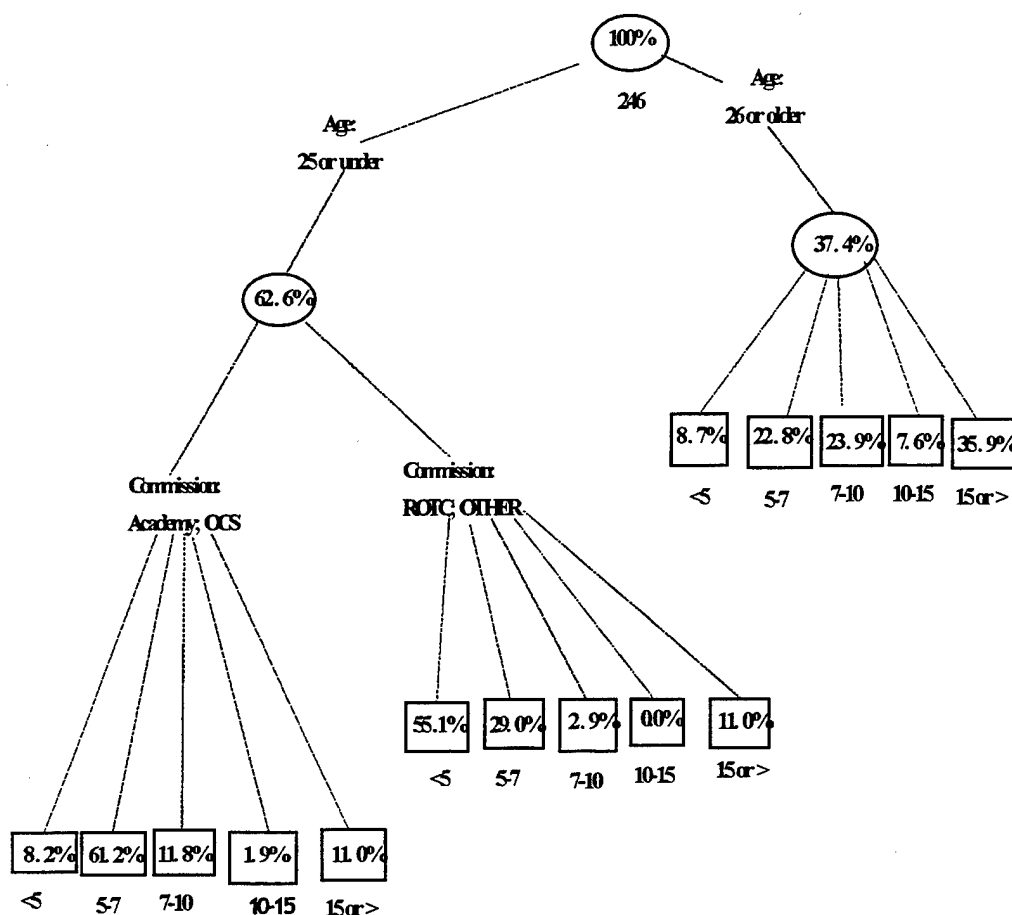 100%
246
Age:
26 or older
Age:
25 or under
37.4%
62.6%
8.7% 22.8% 23.9% 7.6% 35.9%
<5 5-7 7-10 10-15 15 or >
Commission:
Academy; OCS
Commission:
ROTC; OTHER
55.1% 29.0% 2.9% 0.0% 11.0%
<5 5-7 7-10 10-15 15 or >
8.2% 61.2% 11.8% 1.9% 11.0%
<5 5-7 7-10 10-15 15 or >